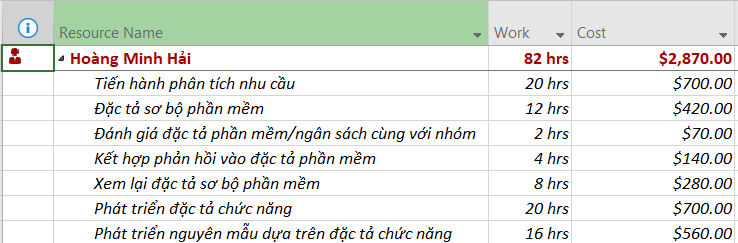 Resource Name Work Cost
Hoàng Minh Hải 82 hrs $2,870.00
Tiến hành phân tích nhu cầu 20 hrs $700.00
Đặc tả sơ bộ phần mềm 12 hrs $420.00
Đánh giá đặc tả phần mềm/ngân sách cùng với nhóm 2 hrs $70.00
Kết hợp phản hồi vào đặc tả phần mềm 4 hrs $140.00
Xem lại đặc tả sơ bộ phần mềm 8 hrs $280.00
Phát triển đặc tả chức năng 20 hrs $700.00
Phát triển nguyên mẫu dựa trên đặc tả chức năng 16 hrs $560.00